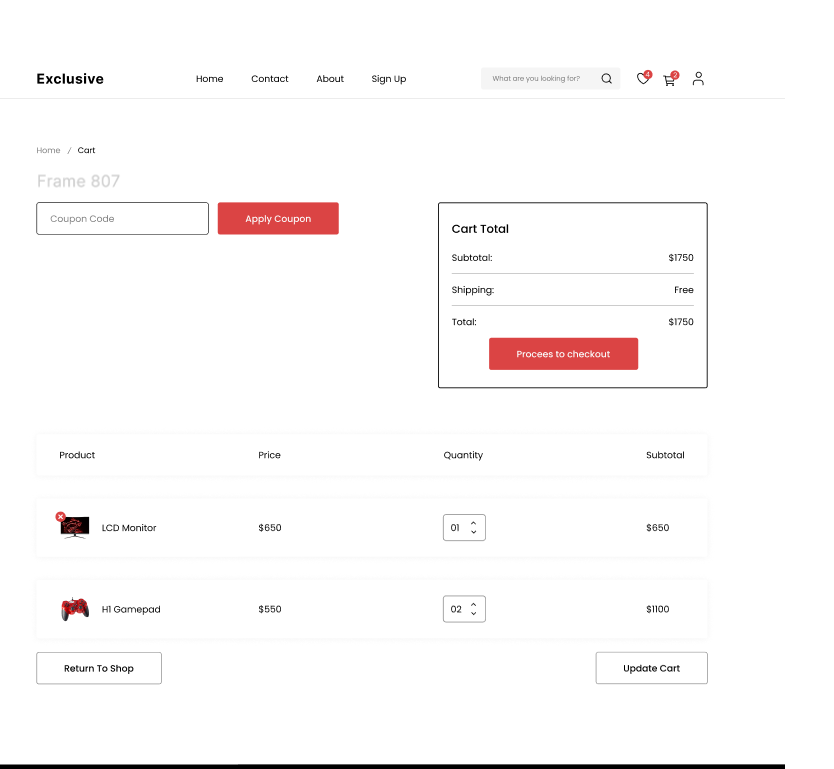 Exclusive
Home Contact About Sign Up
What are you looking for?
4
2
Home / Cart
Frame 807
Coupon Code
Apply Coupon
Cart Total
Subtotal: $1750
Shipping: Free
Total: $1750
Procees to checkout
Product Price Quantity Subtotal
LCD Monitor $650 01 $650
H1 Gamepad $550 02 $1100
Return To Shop
Update Cart